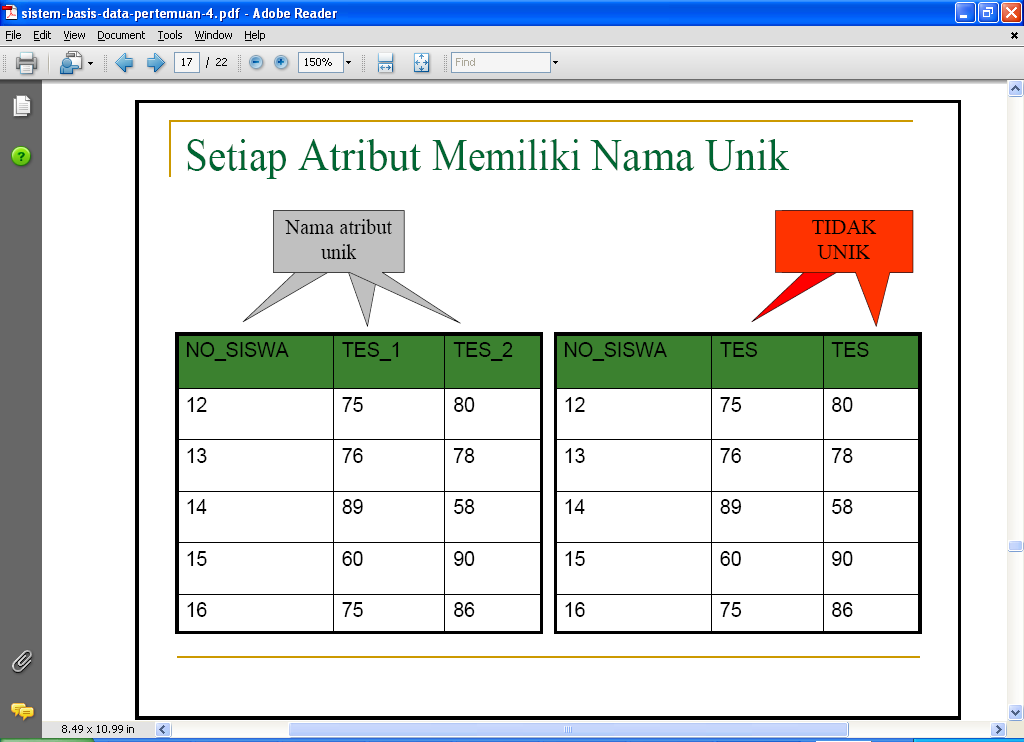 sistem-basis-data-pertemuan-4.pdf - Adobe Reader
File Edit View Document Tools Window Help
17 / 22 150% Find
Setiap Atribut Memiliki Nama Unik
Nama atribut
unik
TIDAK
UNIK
NO_SISWA TES_1 TES_2
12 75 80
13 76 78
14 89 58
15 60 90
16 75 86
NO_SISWA TES TES
12 75 80
13 76 78
14 89 58
15 60 90
16 75 86
8.49 x 10.99 in